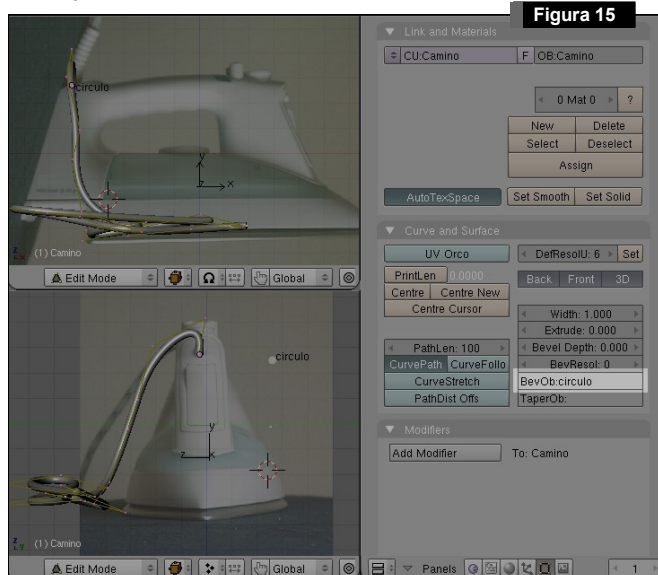 Figura 15
circulo
y
z x
z
(1) Camino
Edit Mode Global
circulo
y
z x
z y
(1) Camino
Edit Mode Global
Link and Materials
CU:Camino F OB:Camino
0 Mat 0 ?
New Delete
Select Deselect
Assign
AutoTexSpace Set Smooth Set Solid
Curve and Surface
UV Orco DefResolU: 6 Set
PrintLen 0.0000 Back Front 3D
Centre Centre New
Centre Cursor Width: 1.000
Extrude: 0.000
PathLen: 100 Bevel Depth: 0.000
CurvePath CurveFollo BevResol: 0
CurveStretch BevOb:circulo
PathDist Offs TaperOb:
Modifiers
Add Modifier To: Camino
Panels 1